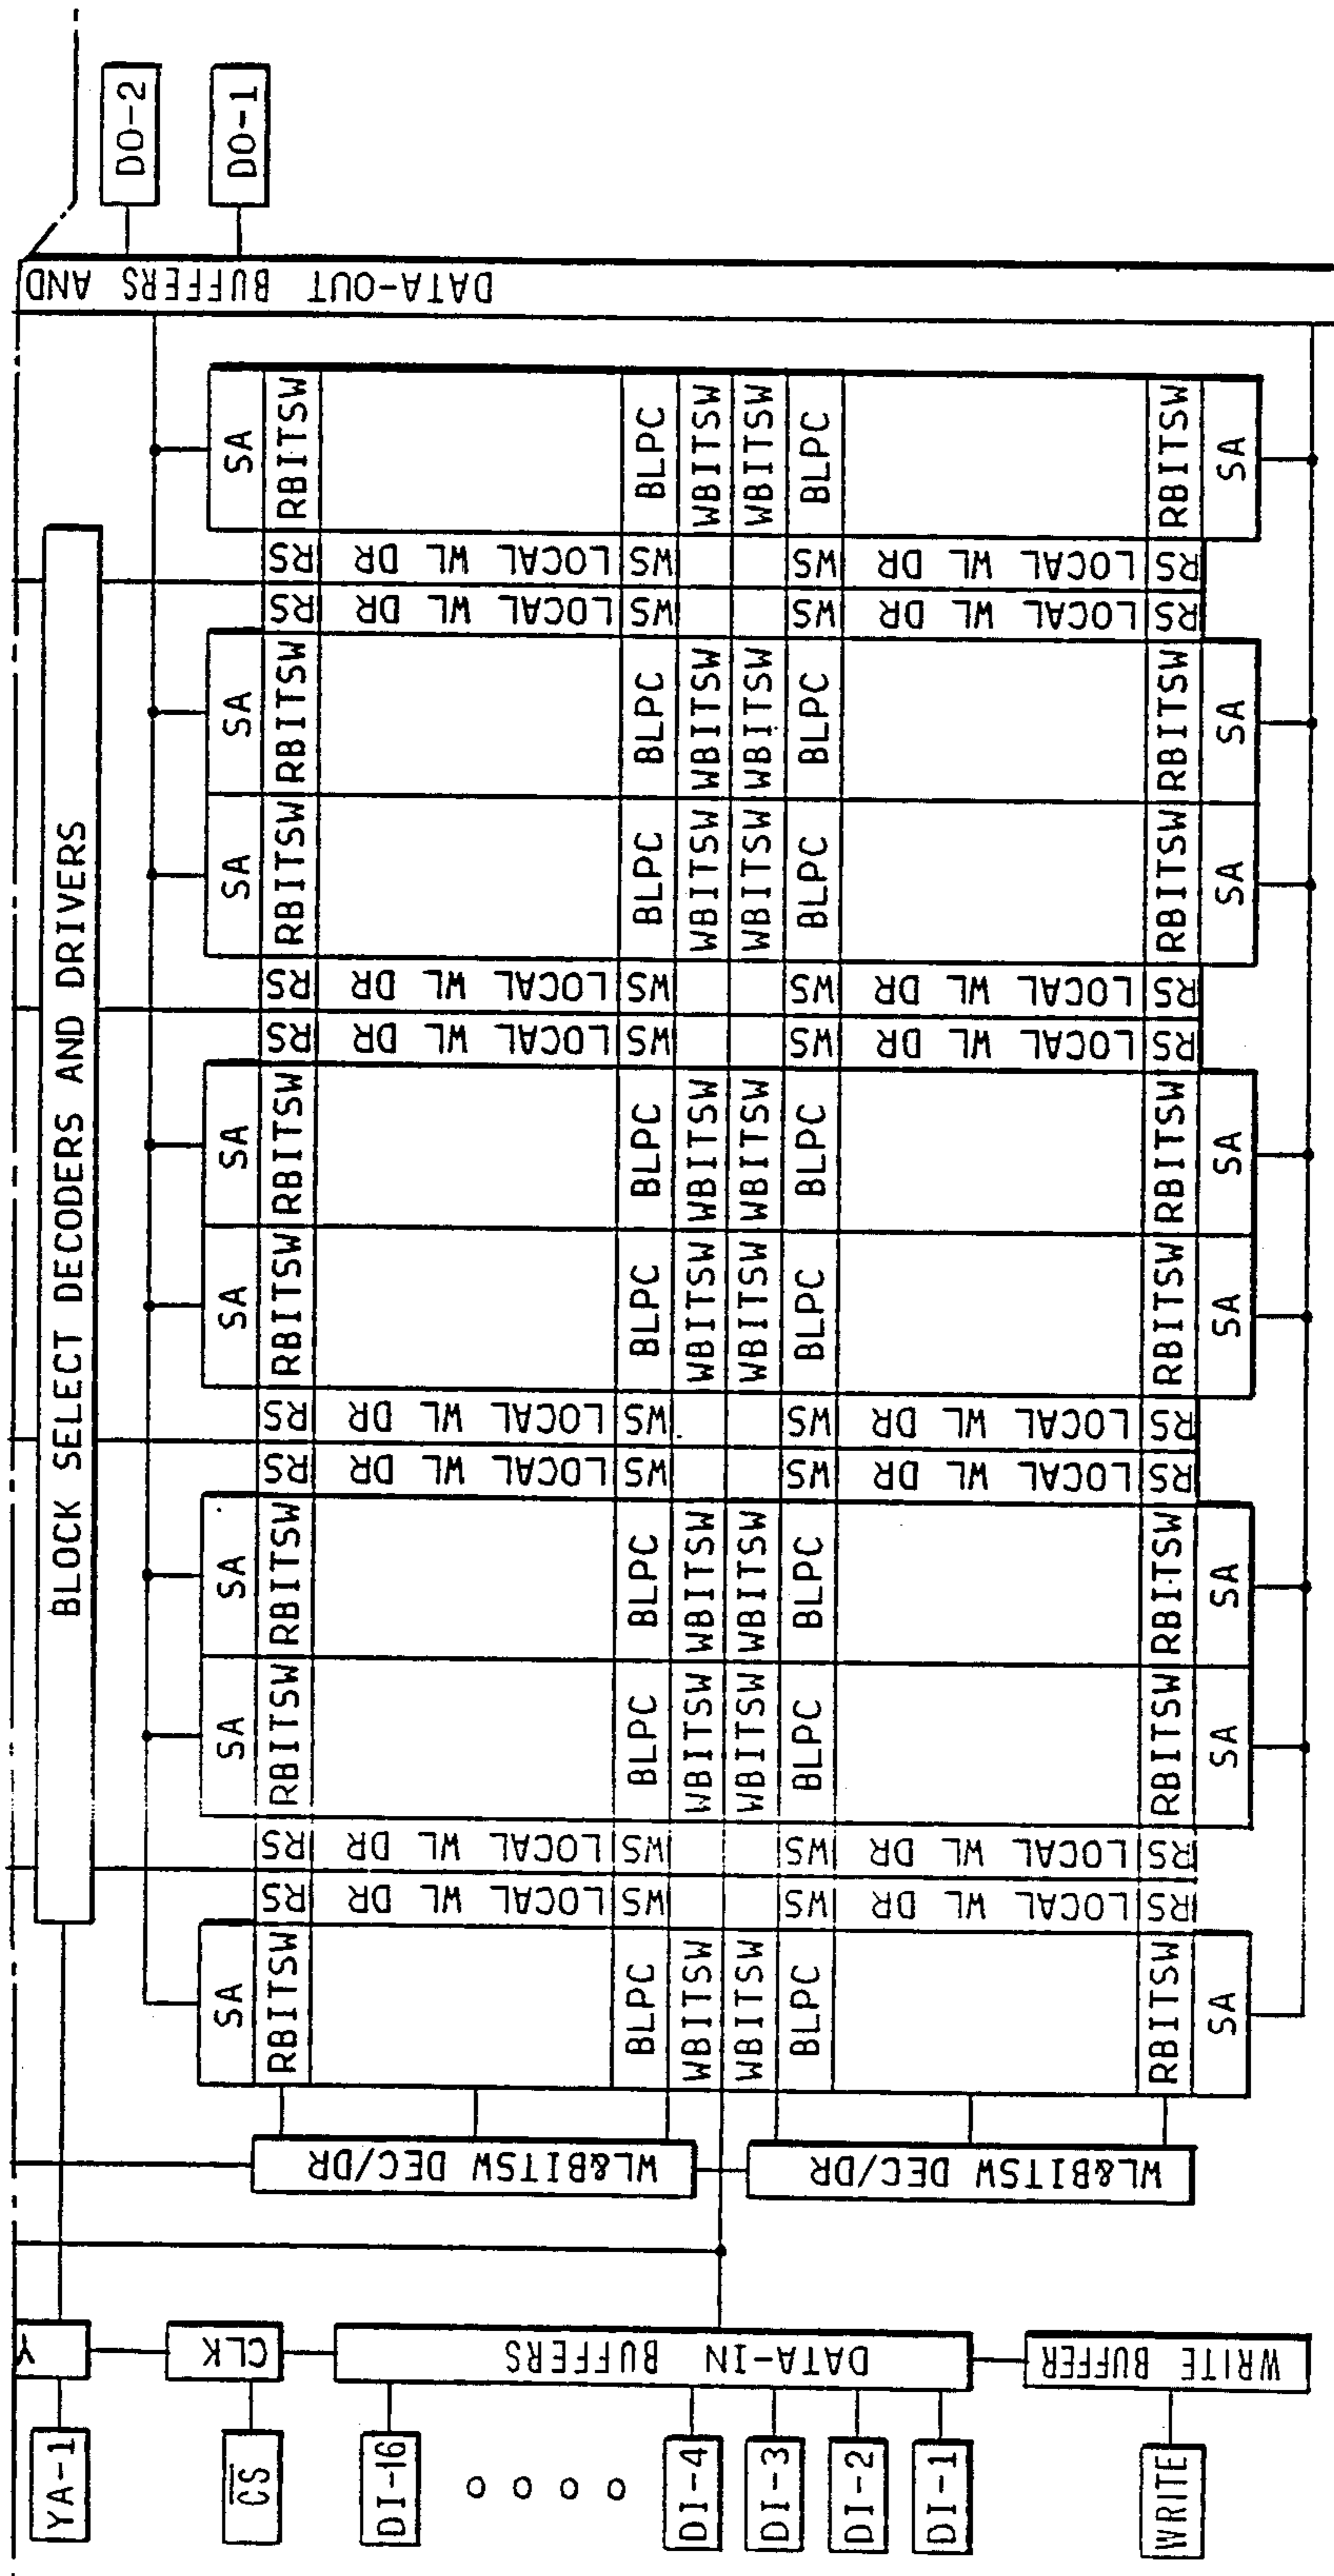 BLOCK SELECT DECODERS AND DRIVERS
YA-1
Y
DO-2
DO-1
DATA-OUT BUFFERS AND
CS
CLK
SA SA SA SA SA SA SA SA
RBITSW RS RS RBITSW RBITSW RS RS RBITSW RBITSW RS RS RBITSW RBITSW RS RS RBITSW
WL&BITSW DEC/DR
LOCAL WL DR
LOCAL WL DR
LOCAL WL DR
LOCAL WL DR
LOCAL WL DR
LOCAL WL DR
LOCAL WL DR
LOCAL WL DR
BLPC WS WS BLPC BLPC WS WS BLPC BLPC WS WS BLPC BLPC WS WS BLPC
WBITSW WBITSW WBITSW WBITSW WBITSW WBITSW WBITSW WBITSW
WBITSW WBITSW WBITSW WBITSW WBITSW WBITSW WBITSW WBITSW
BLPC WS WS BLPC BLPC WS WS BLPC BLPC WS WS BLPC BLPC WS WS BLPC
WL&BITSW DEC/DR
LOCAL WL DR
LOCAL WL DR
LOCAL WL DR
LOCAL WL DR
LOCAL WL DR
LOCAL WL DR
LOCAL WL DR
LOCAL WL DR
RBITSW RS RS RBITSW RBITSW RS RS RBITSW RBITSW RS RS RBITSW RBITSW RS RS RBITSW
SA SA SA SA SA SA SA SA
DI-16
DI-4
DI-3
DI-2
DI-1
DATA-IN BUFFERS
WRITE
WRITE BUFFER